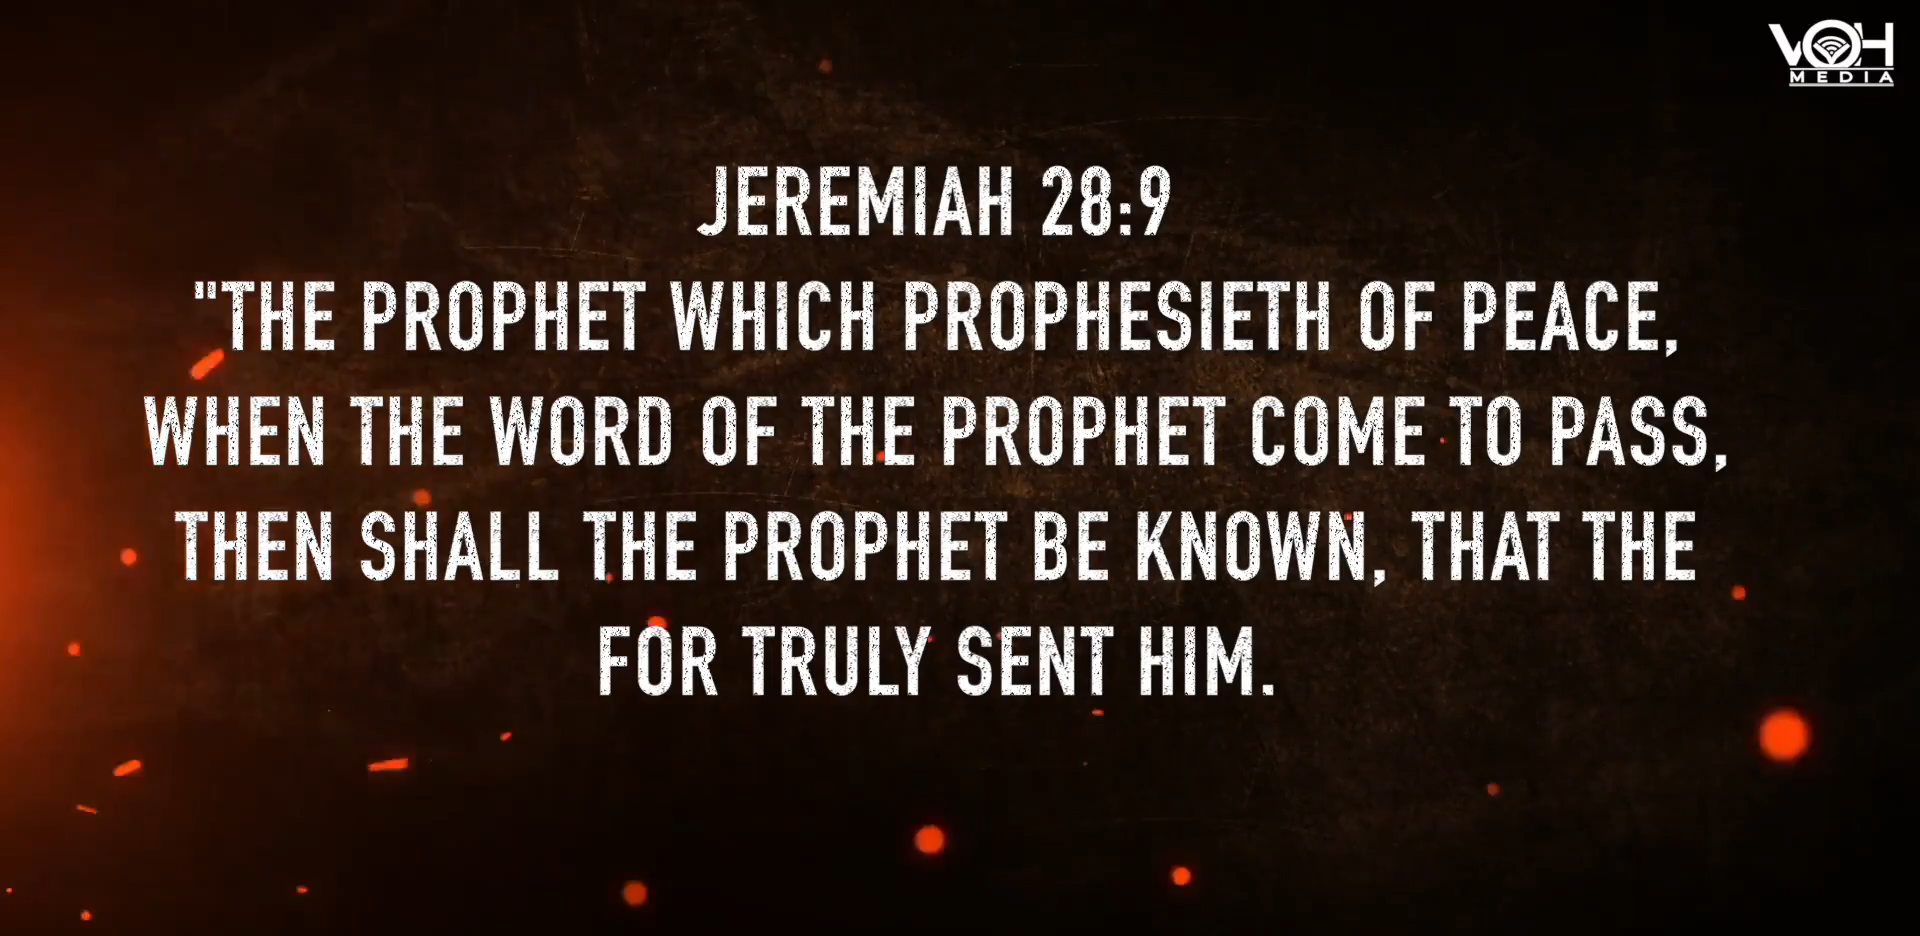 VOH
MEDIA
JEREMIAH 28:9
"THE PROPHET WHICH PROPHESIETH OF PEACE,
WHEN THE WORD OF THE PROPHET COME TO PASS,
THEN SHALL THE PROPHET BE KNOWN, THAT THE
FOR TRULY SENT HIM.